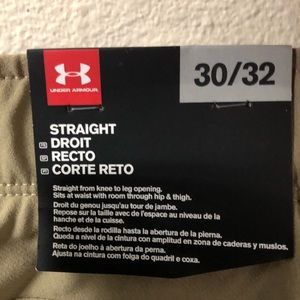 UNDER ARMOUR
30/32
STRAIGHT
FR DROIT
ES RECTO
PT CORTE RETO
Straight from knee to leg opening.
Sits at waist with room through hip & thigh.
Droit du genou jusqu'au tour de jambe.
Repose sur la taille avec de l'espace au niveau de la
hanche et de la cuisse.
Recto desde la rodilla hasta la abertura de la pierna.
Queda a nivel de la cintura con amplitud en zona de caderas y muslos.
Reta do joelho à abertura da perna.
Ajusta na cintura com folga do quadril e coxa.